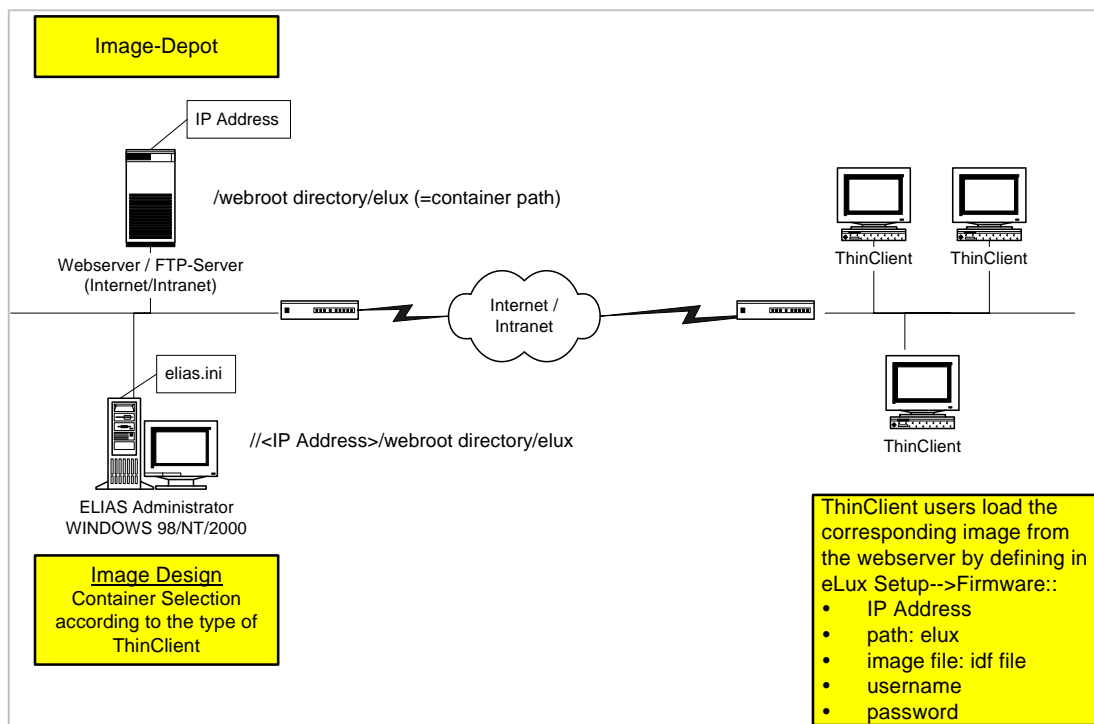 Image-Depot
IP Address
/webroot directory/elux (=container path)
Webserver / FTP-Server
(Internet/Intranet)
ThinClient
ThinClient
Internet /
Intranet
elias.ini
//<IP Address>/webroot directory/elux
ThinClient
ELIAS Administrator
WINDOWS 98/NT/2000
Image Design
Container Selection
according to the type of
ThinClient
ThinClient users load the
corresponding image from
the webserver by defining in
eLux Setup-->Firmware::
• IP Address
• path: elux
• image file: idf file
• username
• password